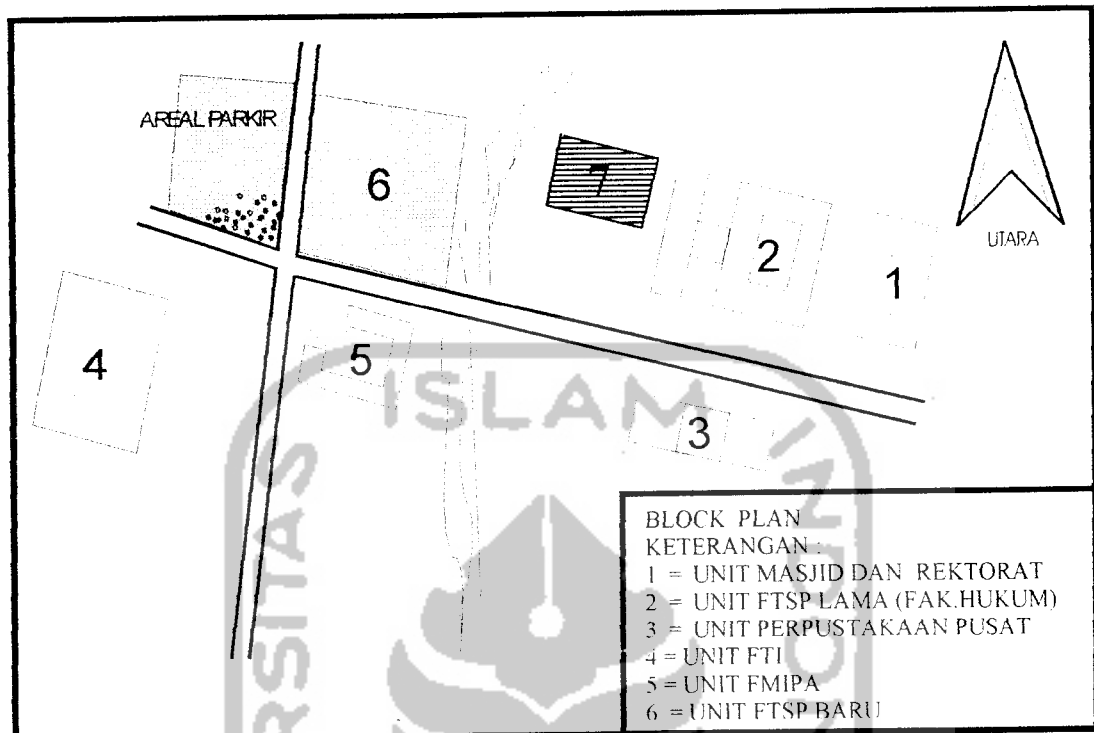 AREAL PARKIR
6
7
2
1
UTARA
4
5
3
ISLAM
BLOCK PLAN
KETERANGAN :
1 = UNIT MASJID DAN REKTORAT
2 = UNIT FTSP LAMA (FAK.HUKUM)
3 = UNIT PERPUSTAKAAN PUSAT
4 = UNIT FTI
5 = UNIT FMIPA
6 = UNIT FTSP BARU